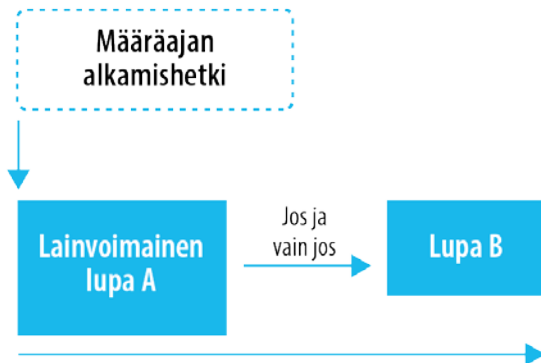 Määräajan
alkamishetki
Jos ja
vain jos
Lainvoimainen
lupa A
Lupa B